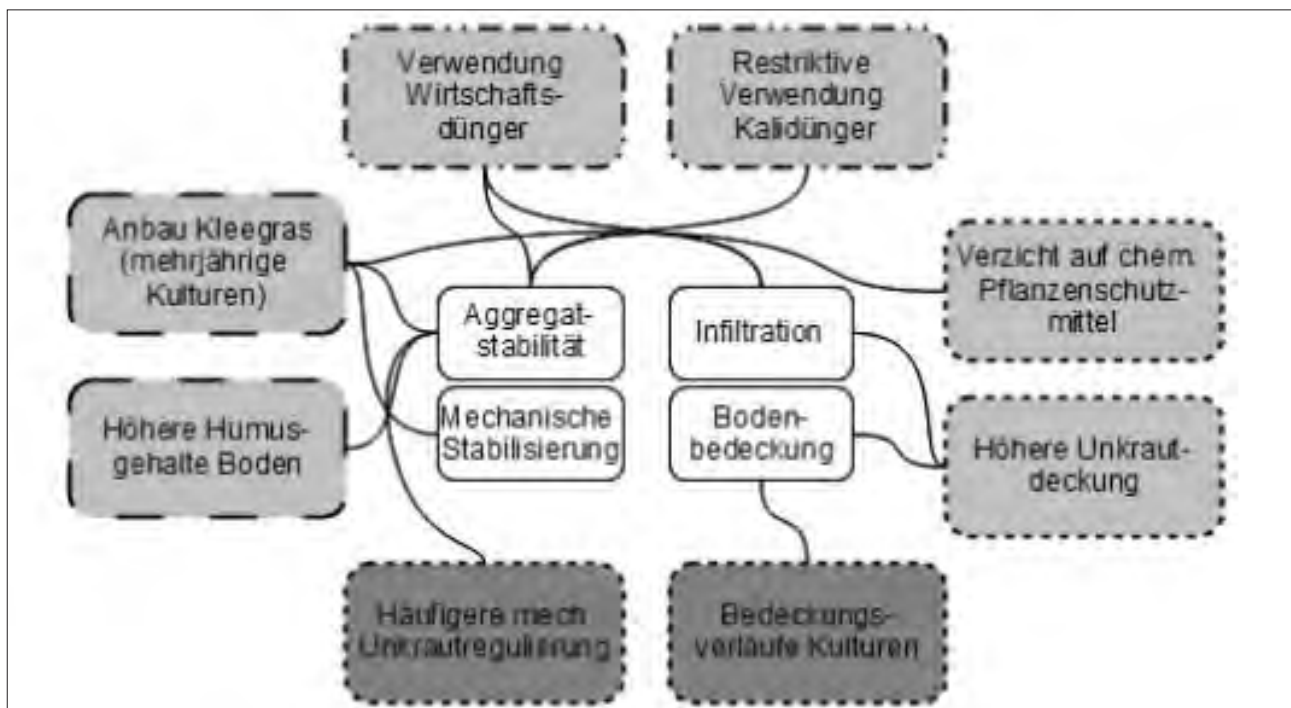 Verwendung
Wirtschafts-
dünger
Restriktive
Verwendung
Kalidünger
Anbau Kleegras
(mehrjährige
Kulturen)
Verzicht auf chem.
Pflanzenschutz-
mittel
Aggregat-
stabilität
Infiltration
Höhere Humus-
gehalte Boden
Mechanische
Stabilisierung
Boden-
bedeckung
Höhere Unkraut-
deckung
Häufigere mech
Unkrautregulierung
Bedeckungs-
verläufe Kulturen